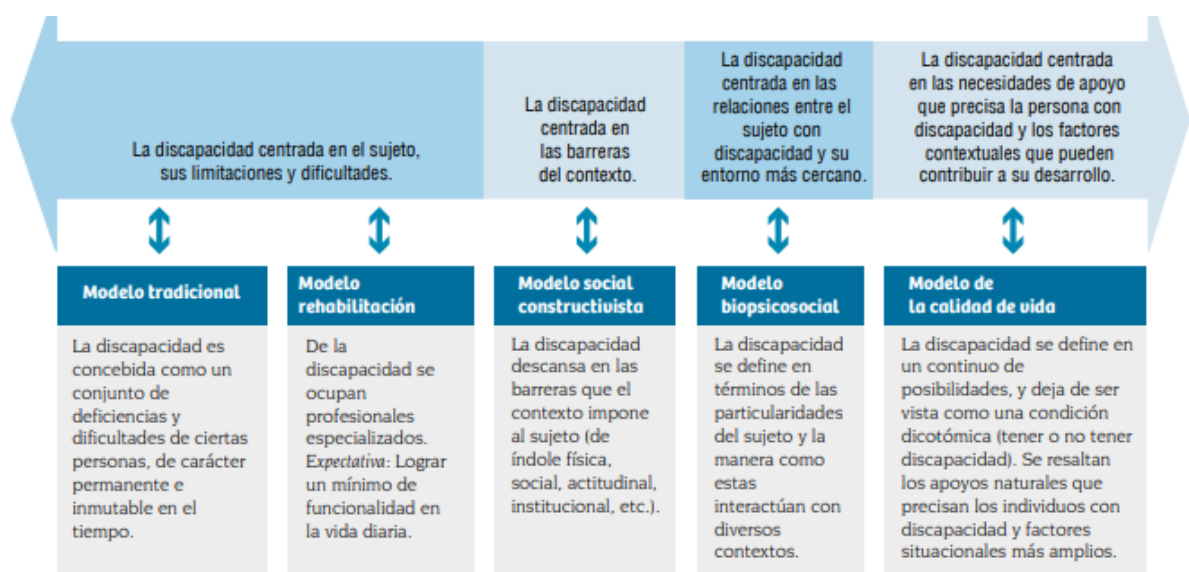 La discapacidad centrada en el sujeto,
sus limitaciones y dificultades.
La discapacidad
centrada en
las barreras
del contexto.
La discapacidad
centrada en las
relaciones entre el
sujeto con
discapacidad y su
entorno más cercano.
La discapacidad centrada
en las necesidades de apoyo
que precisa la persona con
discapacidad y los factores
contextuales que pueden
contribuir a su desarrollo.
Modelo tradicional
La discapacidad es
concebida como un
conjunto de
deficiencias y
dificultades de ciertas
personas, de carácter
permanente e
inmutable en el
tiempo.
Modelo
rehabilitación
De la
discapacidad se
ocupan
profesionales
especializados.
Expectativa: Lograr
un mínimo de
funcionalidad en
la vida diaria.
Modelo social
constructivista
La discapacidad
descansa en las
barreras que el
contexto impone
al sujeto (de
índole física,
social, actitudinal,
institucional, etc.).
Modelo
biopsicosocial
La discapacidad
se define en
términos de las
particularidades
del sujeto y la
manera como
estas
interactúan con
diversos
contextos.
Modelo de
la calidad de vida
La discapacidad se define en
un continuo de
posibilidades, y deja de ser
vista como una condición
dicotómica (tener o no tener
discapacidad). Se resaltan
los apoyos naturales que
precisan los individuos con
discapacidad y factores
situacionales más amplios.